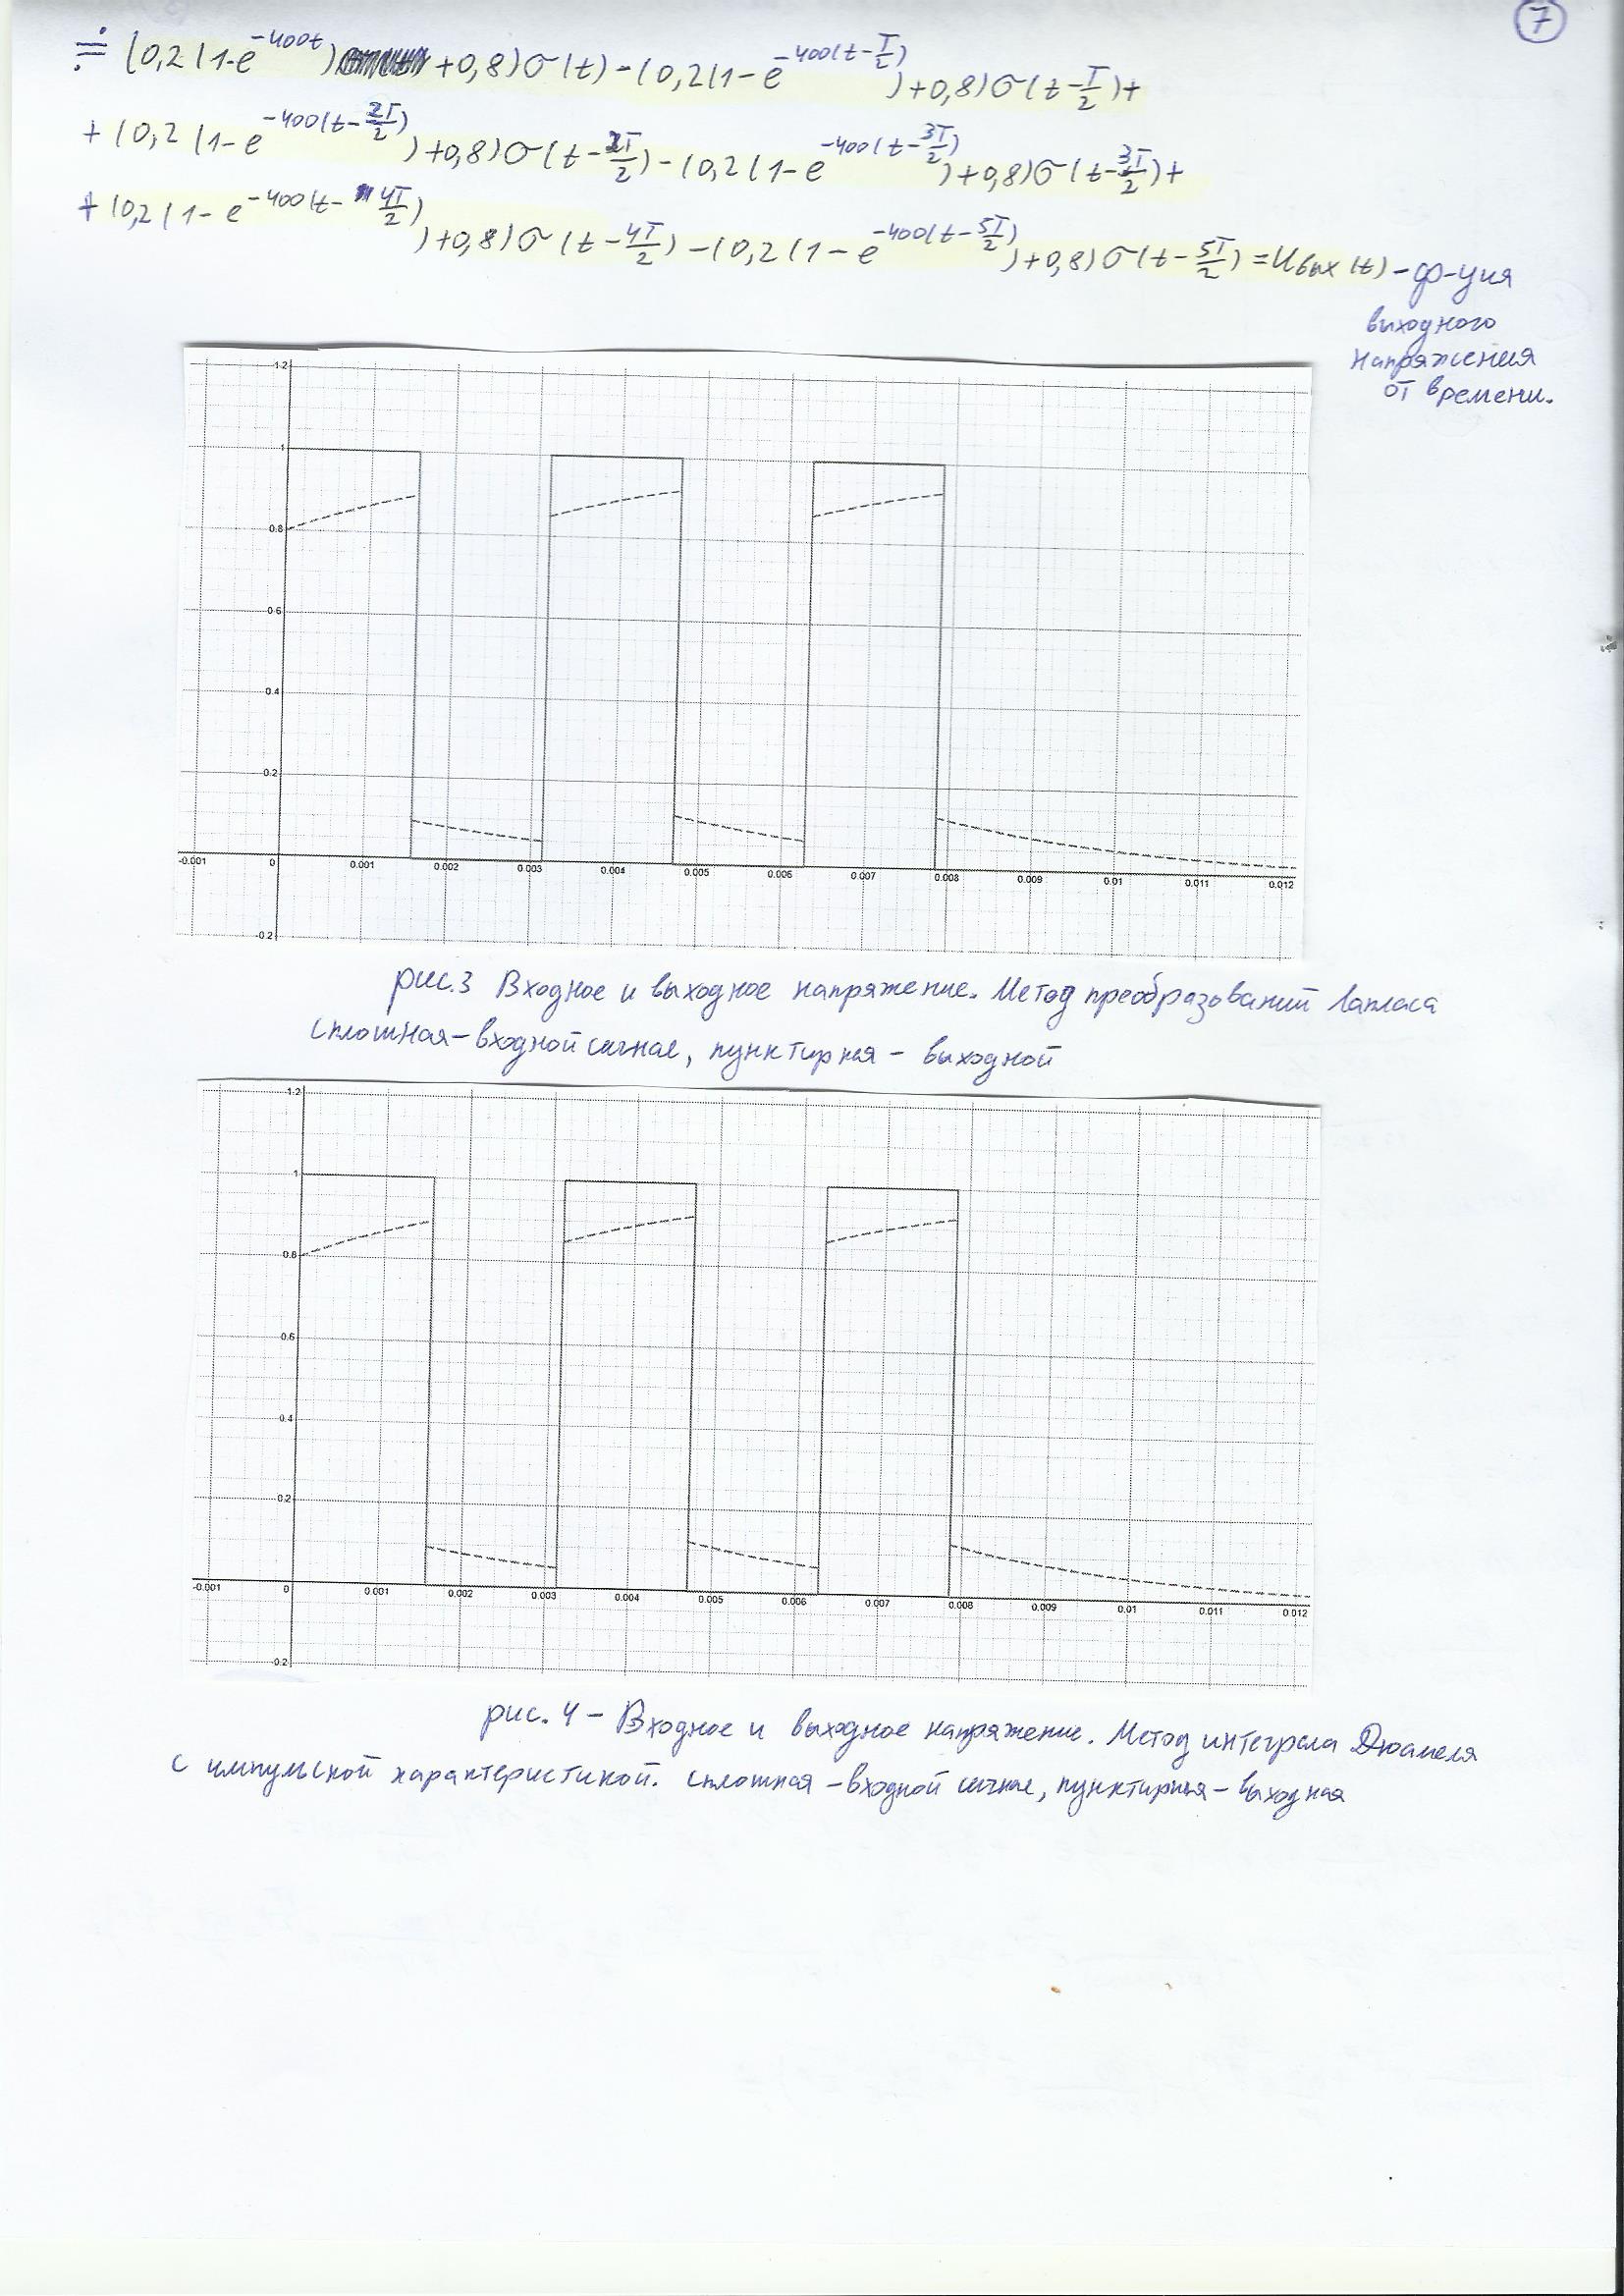 7
≓ (0,2(1-e^{-400t})+0,8)σ(t)-(0,2(1-e^{-400(t-\frac{T}{2})})+0,8)σ(t-\frac{T}{2})+
+(0,2(1-e^{-400(t-\frac{2T}{2})})+0,8)σ(t-\frac{2T}{2})-(0,2(1-e^{-400(t-\frac{3T}{2})})+0,8)σ(t-\frac{3T}{2})+
+(0,2(1-e^{-400(t-\frac{4T}{2})})+0,8)σ(t-\frac{4T}{2})-(0,2(1-e^{-400(t-\frac{5T}{2})})+0,8)σ(t-\frac{5T}{2})=Uвых(t)-ф-ция
выходного
напряжения
от времени.
1.2
1
0.8
0.6
0.4
0.2
-0.001 0 0.001 0.002 0.003 0.004 0.005 0.006 0.007 0.008 0.009 0.01 0.011 0.012
-0.2
рис.3 Входное и выходное напряжение. Метод преобразований Лапласа
сплошная-входной сигнал, пунктирная - выходной
1.2
1
0.8
0.6
0.4
0.2
-0.001 0 0.001 0.002 0.003 0.004 0.005 0.006 0.007 0.008 0.009 0.01 0.011 0.012
-0.2
рис. 4 - Входное и выходное напряжение. Метод интеграла Дюамеля
с импульсной характеристикой. сплошная -входной сигнал, пунктирная- выходная